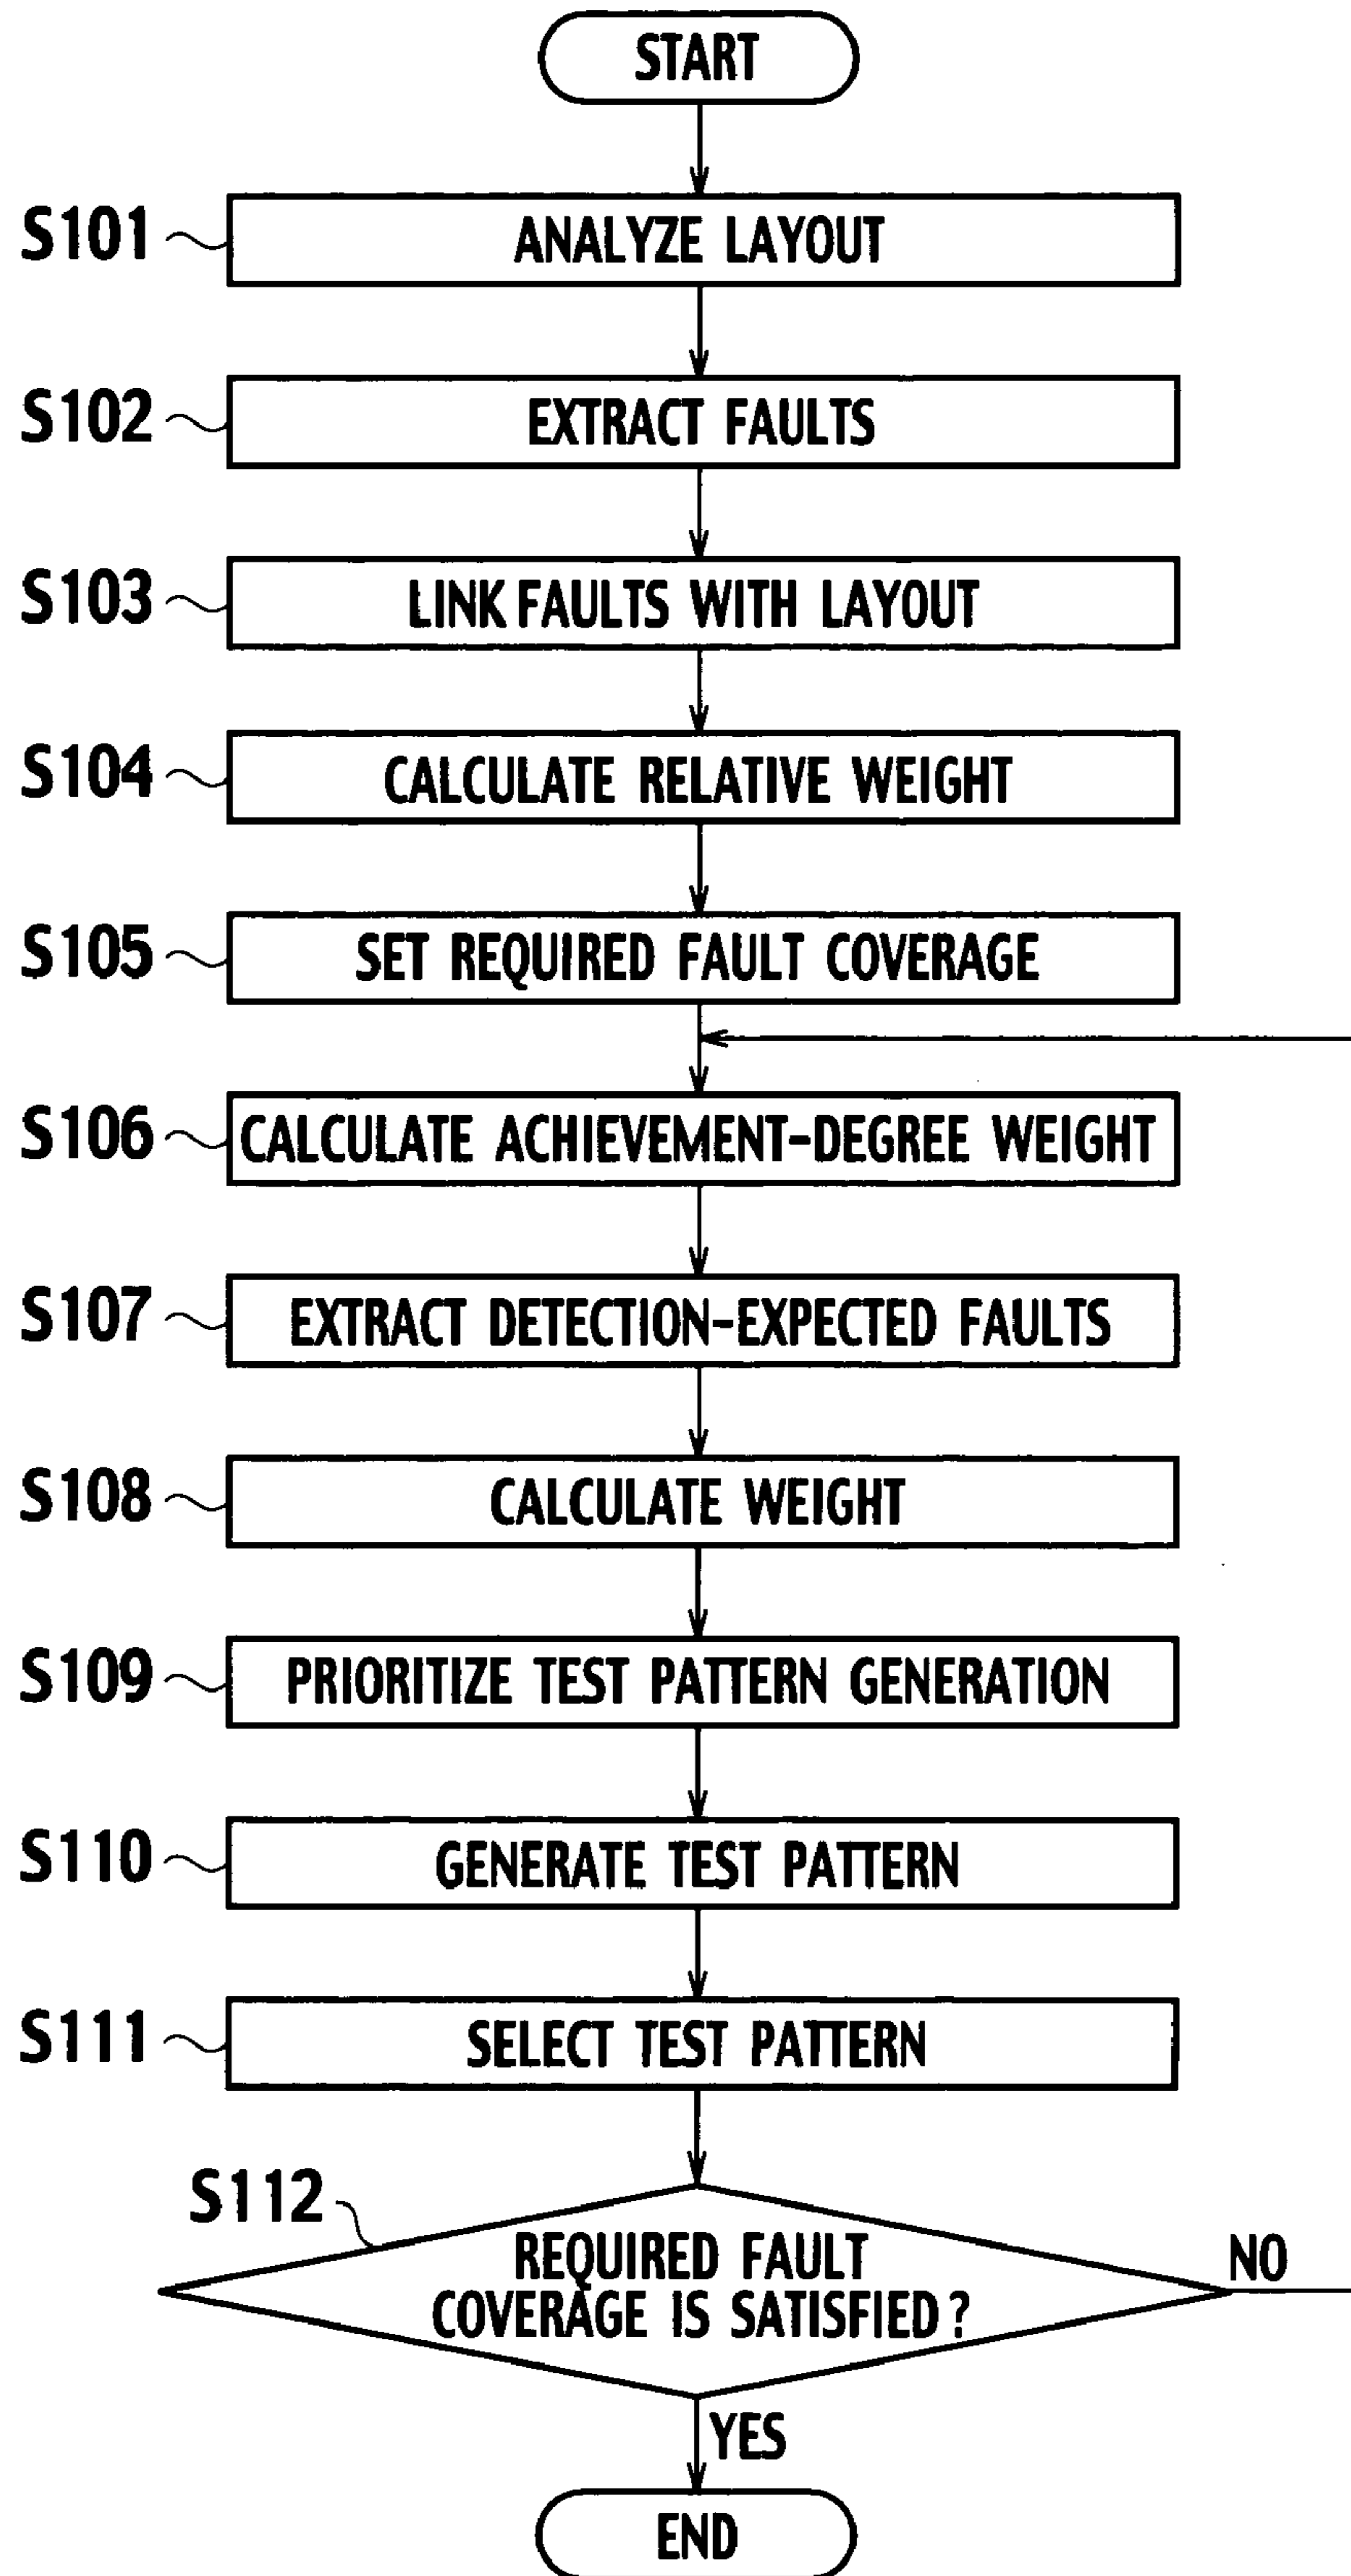 START
S101
ANALYZE LAYOUT
S102
EXTRACT FAULTS
S103
LINK FAULTS WITH LAYOUT
S104
CALCULATE RELATIVE WEIGHT
S105
SET REQUIRED FAULT COVERAGE
S106
CALCULATE ACHIEVEMENT-DEGREE WEIGHT
S107
EXTRACT DETECTION-EXPECTED FAULTS
S108
CALCULATE WEIGHT
S109
PRIORITIZE TEST PATTERN GENERATION
S110
GENERATE TEST PATTERN
S111
SELECT TEST PATTERN
S112
REQUIRED FAULT
COVERAGE IS SATISFIED?
NO
YES
END